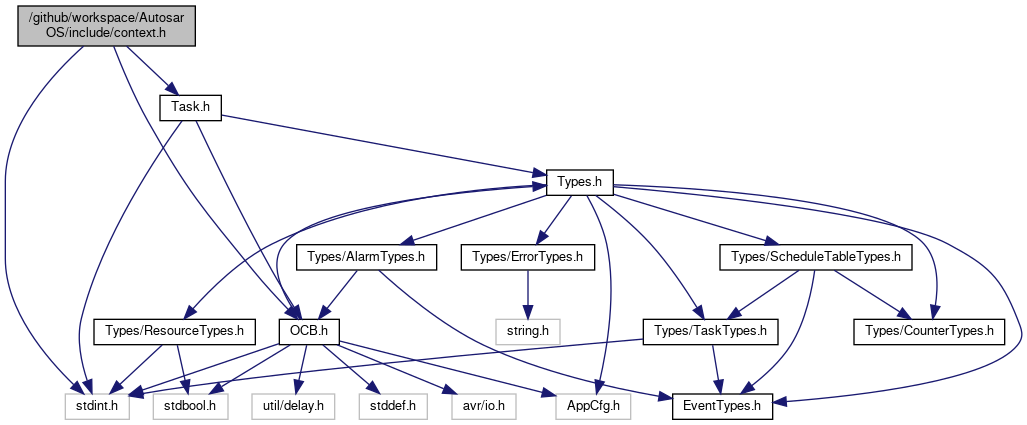 /github/workspace/Autosar
OS/include/context.h
Task.h
Types.h
Types/AlarmTypes.h
Types/ErrorTypes.h
Types/ScheduleTableTypes.h
Types/ResourceTypes.h
OCB.h
string.h
Types/TaskTypes.h
Types/CounterTypes.h
stdint.h
stdbool.h
util/delay.h
stddef.h
avr/io.h
AppCfg.h
EventTypes.h